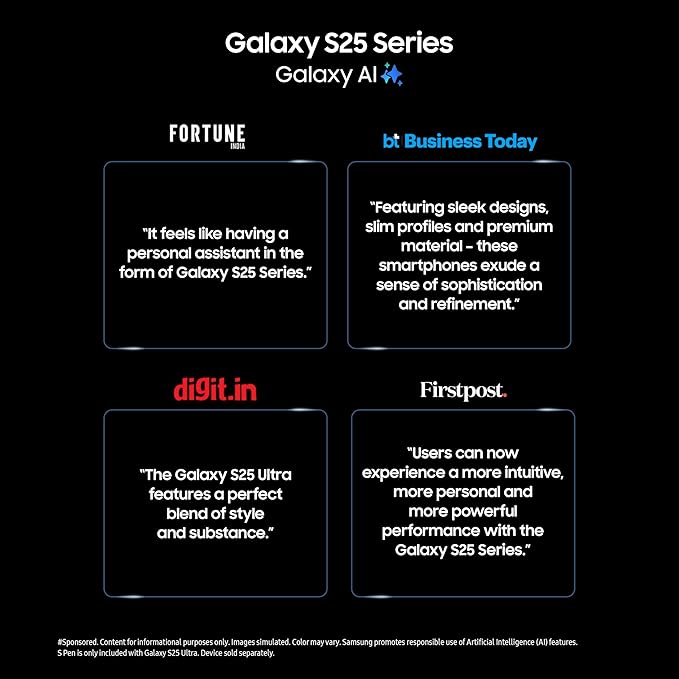 Galaxy S25 Series
Galaxy AI
FORTUNE
INDIA
bt Business Today
"It feels like having a
personal assistant in the
form of Galaxy S25 Series."
"Featuring sleek designs,
slim profiles and premium
material – these
smartphones exude a
sense of sophistication
and refinement."
digit.in
Firstpost.
"The Galaxy S25 Ultra
features a perfect
blend of style
and substance."
"Users can now
experience a more intuitive,
more personal and
more powerful
performance with the
Galaxy S25 Series."
#Sponsored. Content for informational purposes only. Images simulated. Color may vary. Samsung promotes responsible use of Artificial Intelligence (AI) features.
S Pen is only included with Galaxy S25 Ultra. Device sold separately.